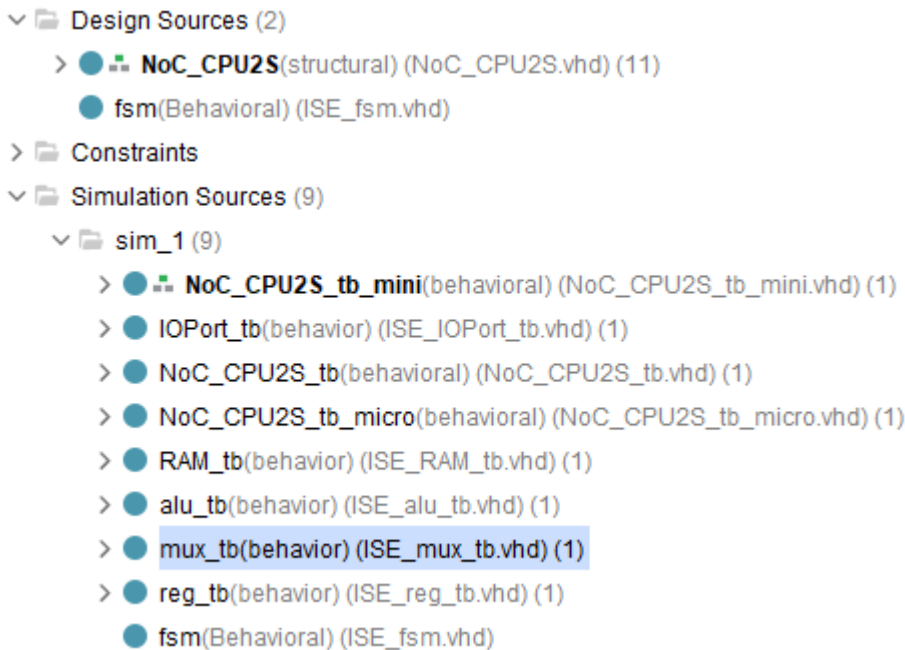 Design Sources (2)
NoC_CPU2S(structural) (NoC_CPU2S.vhd) (11)
fsm(Behavioral) (ISE_fsm.vhd)
Constraints
Simulation Sources (9)
sim_1 (9)
NoC_CPU2S_tb_mini(behavioral) (NoC_CPU2S_tb_mini.vhd) (1)
IOPort_tb(behavior) (ISE_IOPort_tb.vhd) (1)
NoC_CPU2S_tb(behavioral) (NoC_CPU2S_tb.vhd) (1)
NoC_CPU2S_tb_micro(behavioral) (NoC_CPU2S_tb_micro.vhd) (1)
RAM_tb(behavior) (ISE_RAM_tb.vhd) (1)
alu_tb(behavior) (ISE_alu_tb.vhd) (1)
mux_tb(behavior) (ISE_mux_tb.vhd) (1)
reg_tb(behavior) (ISE_reg_tb.vhd) (1)
fsm(Behavioral) (ISE_fsm.vhd)